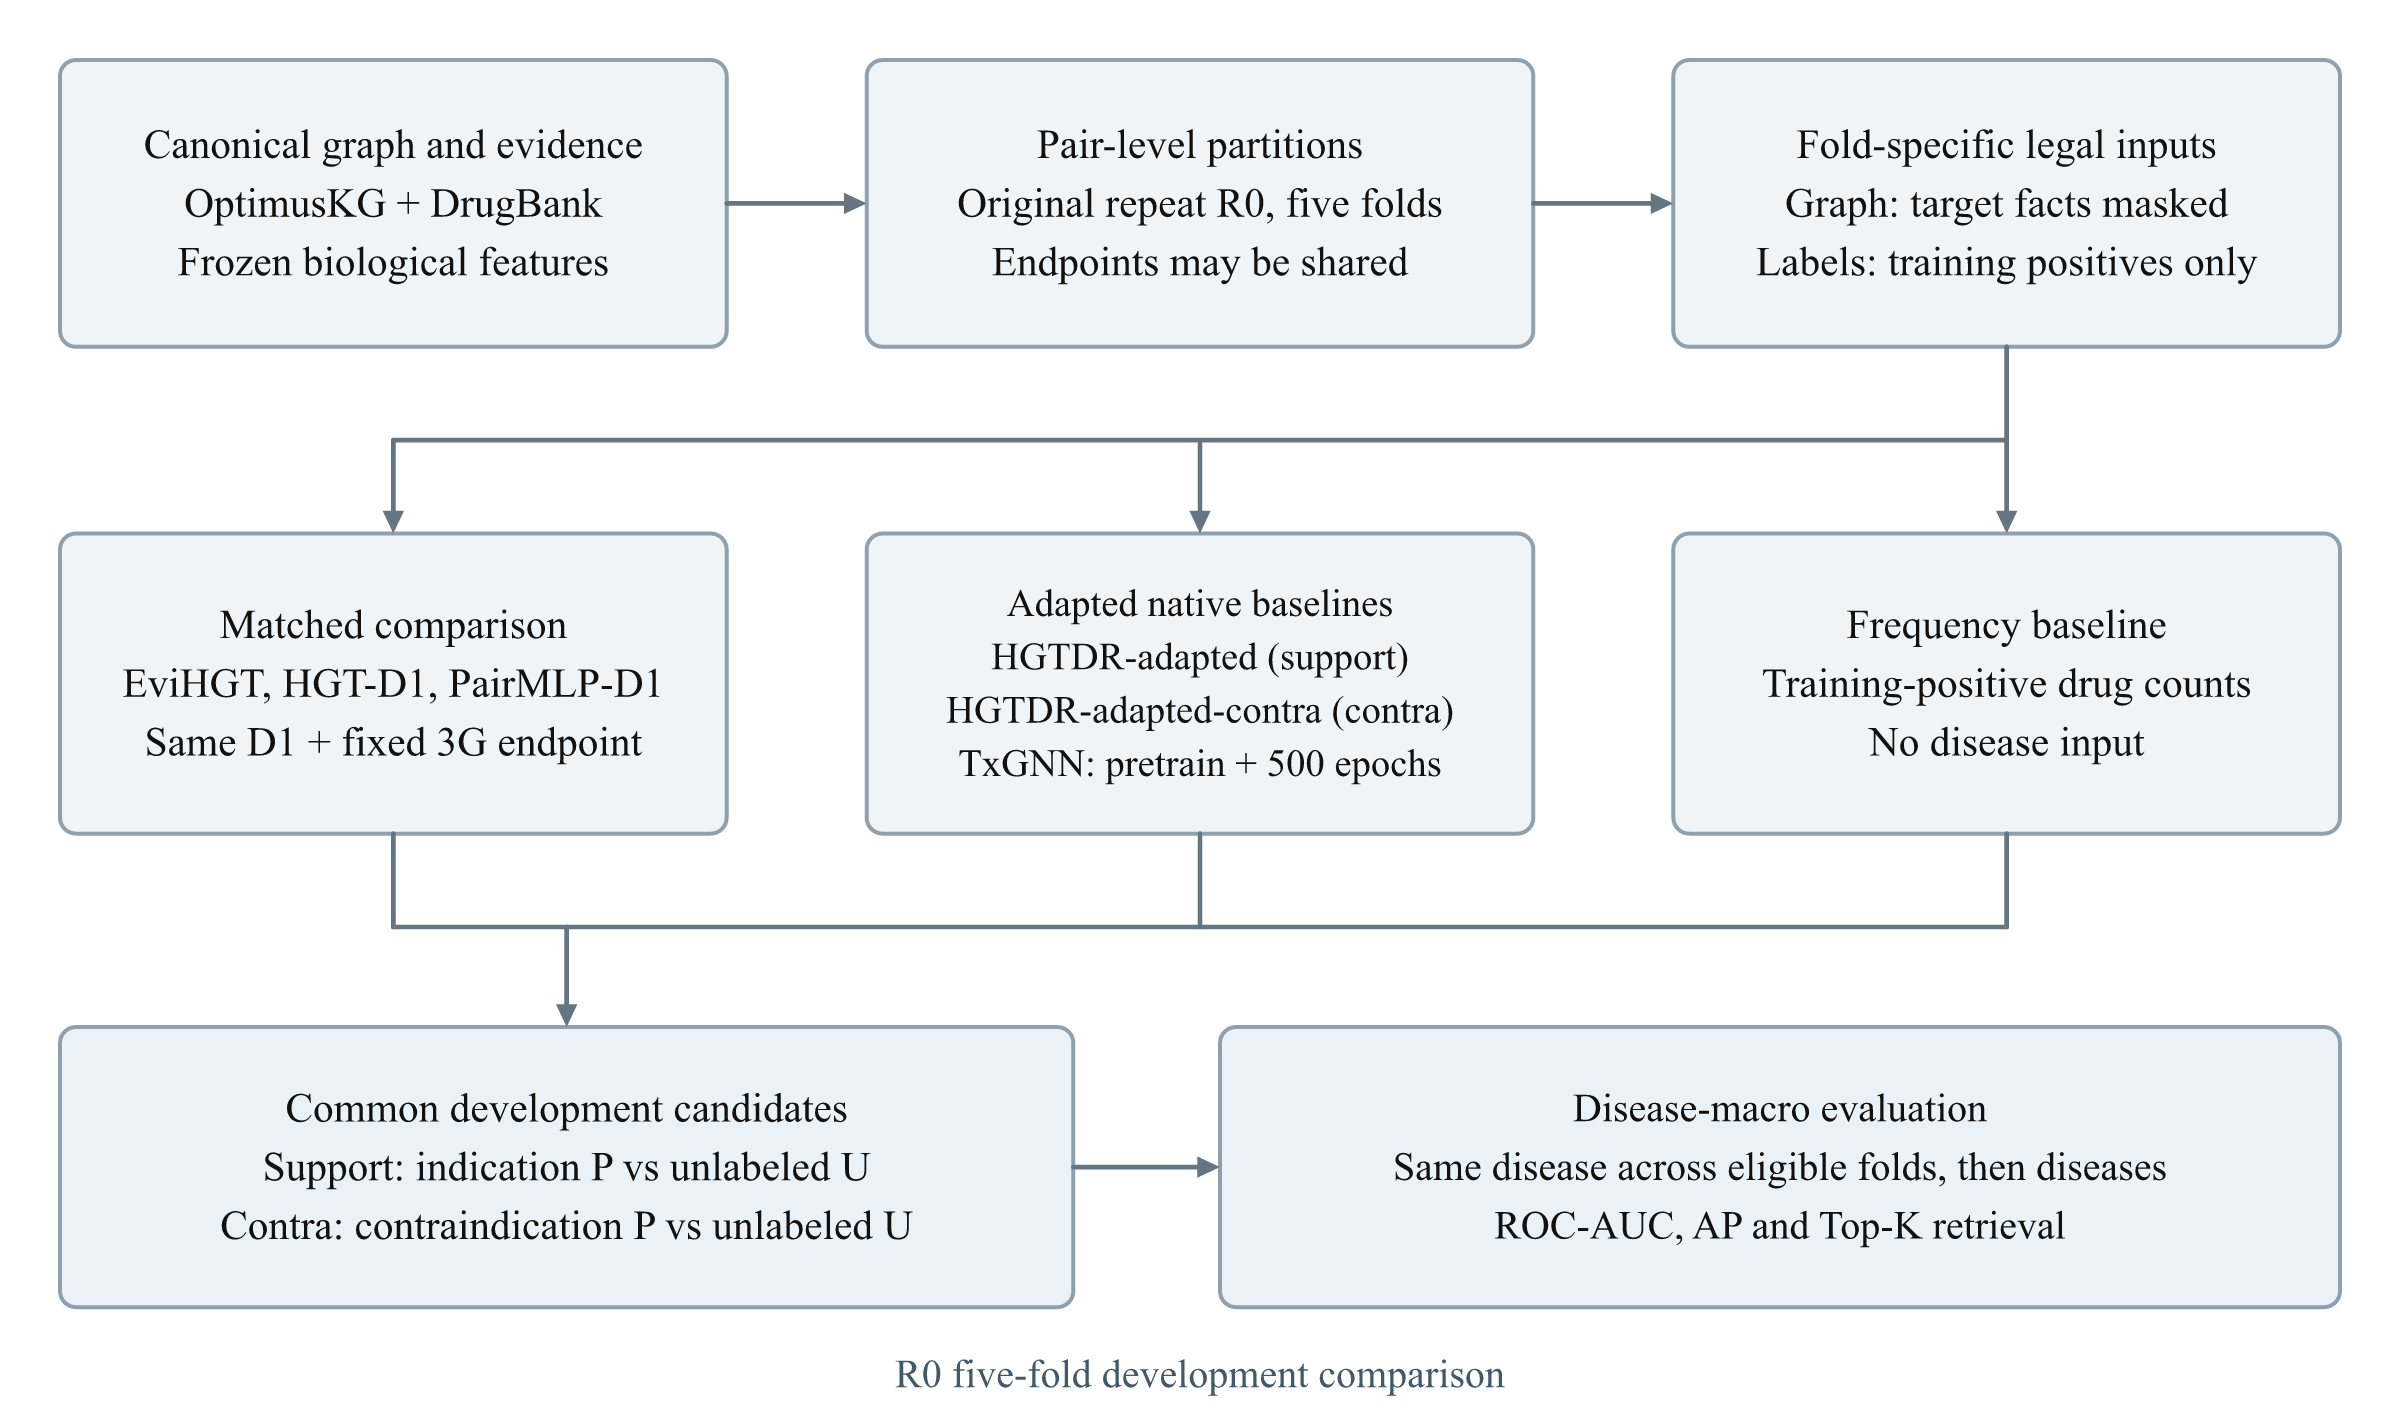 Canonical graph and evidence
OptimusKG + DrugBank
Frozen biological features
Pair-level partitions
Original repeat R0, five folds
Endpoints may be shared
Fold-specific legal inputs
Graph: target facts masked
Labels: training positives only
Matched comparison
EviHGT, HGT-D1, PairMLP-D1
Same D1 + fixed 3G endpoint
Adapted native baselines
HGTDR-adapted (support)
HGTDR-adapted-contra (contra)
TxGNN: pretrain + 500 epochs
Frequency baseline
Training-positive drug counts
No disease input
Common development candidates
Support: indication P vs unlabeled U
Contra: contraindication P vs unlabeled U
Disease-macro evaluation
Same disease across eligible folds, then diseases
ROC-AUC, AP and Top-K retrieval
R0 five-fold development comparison